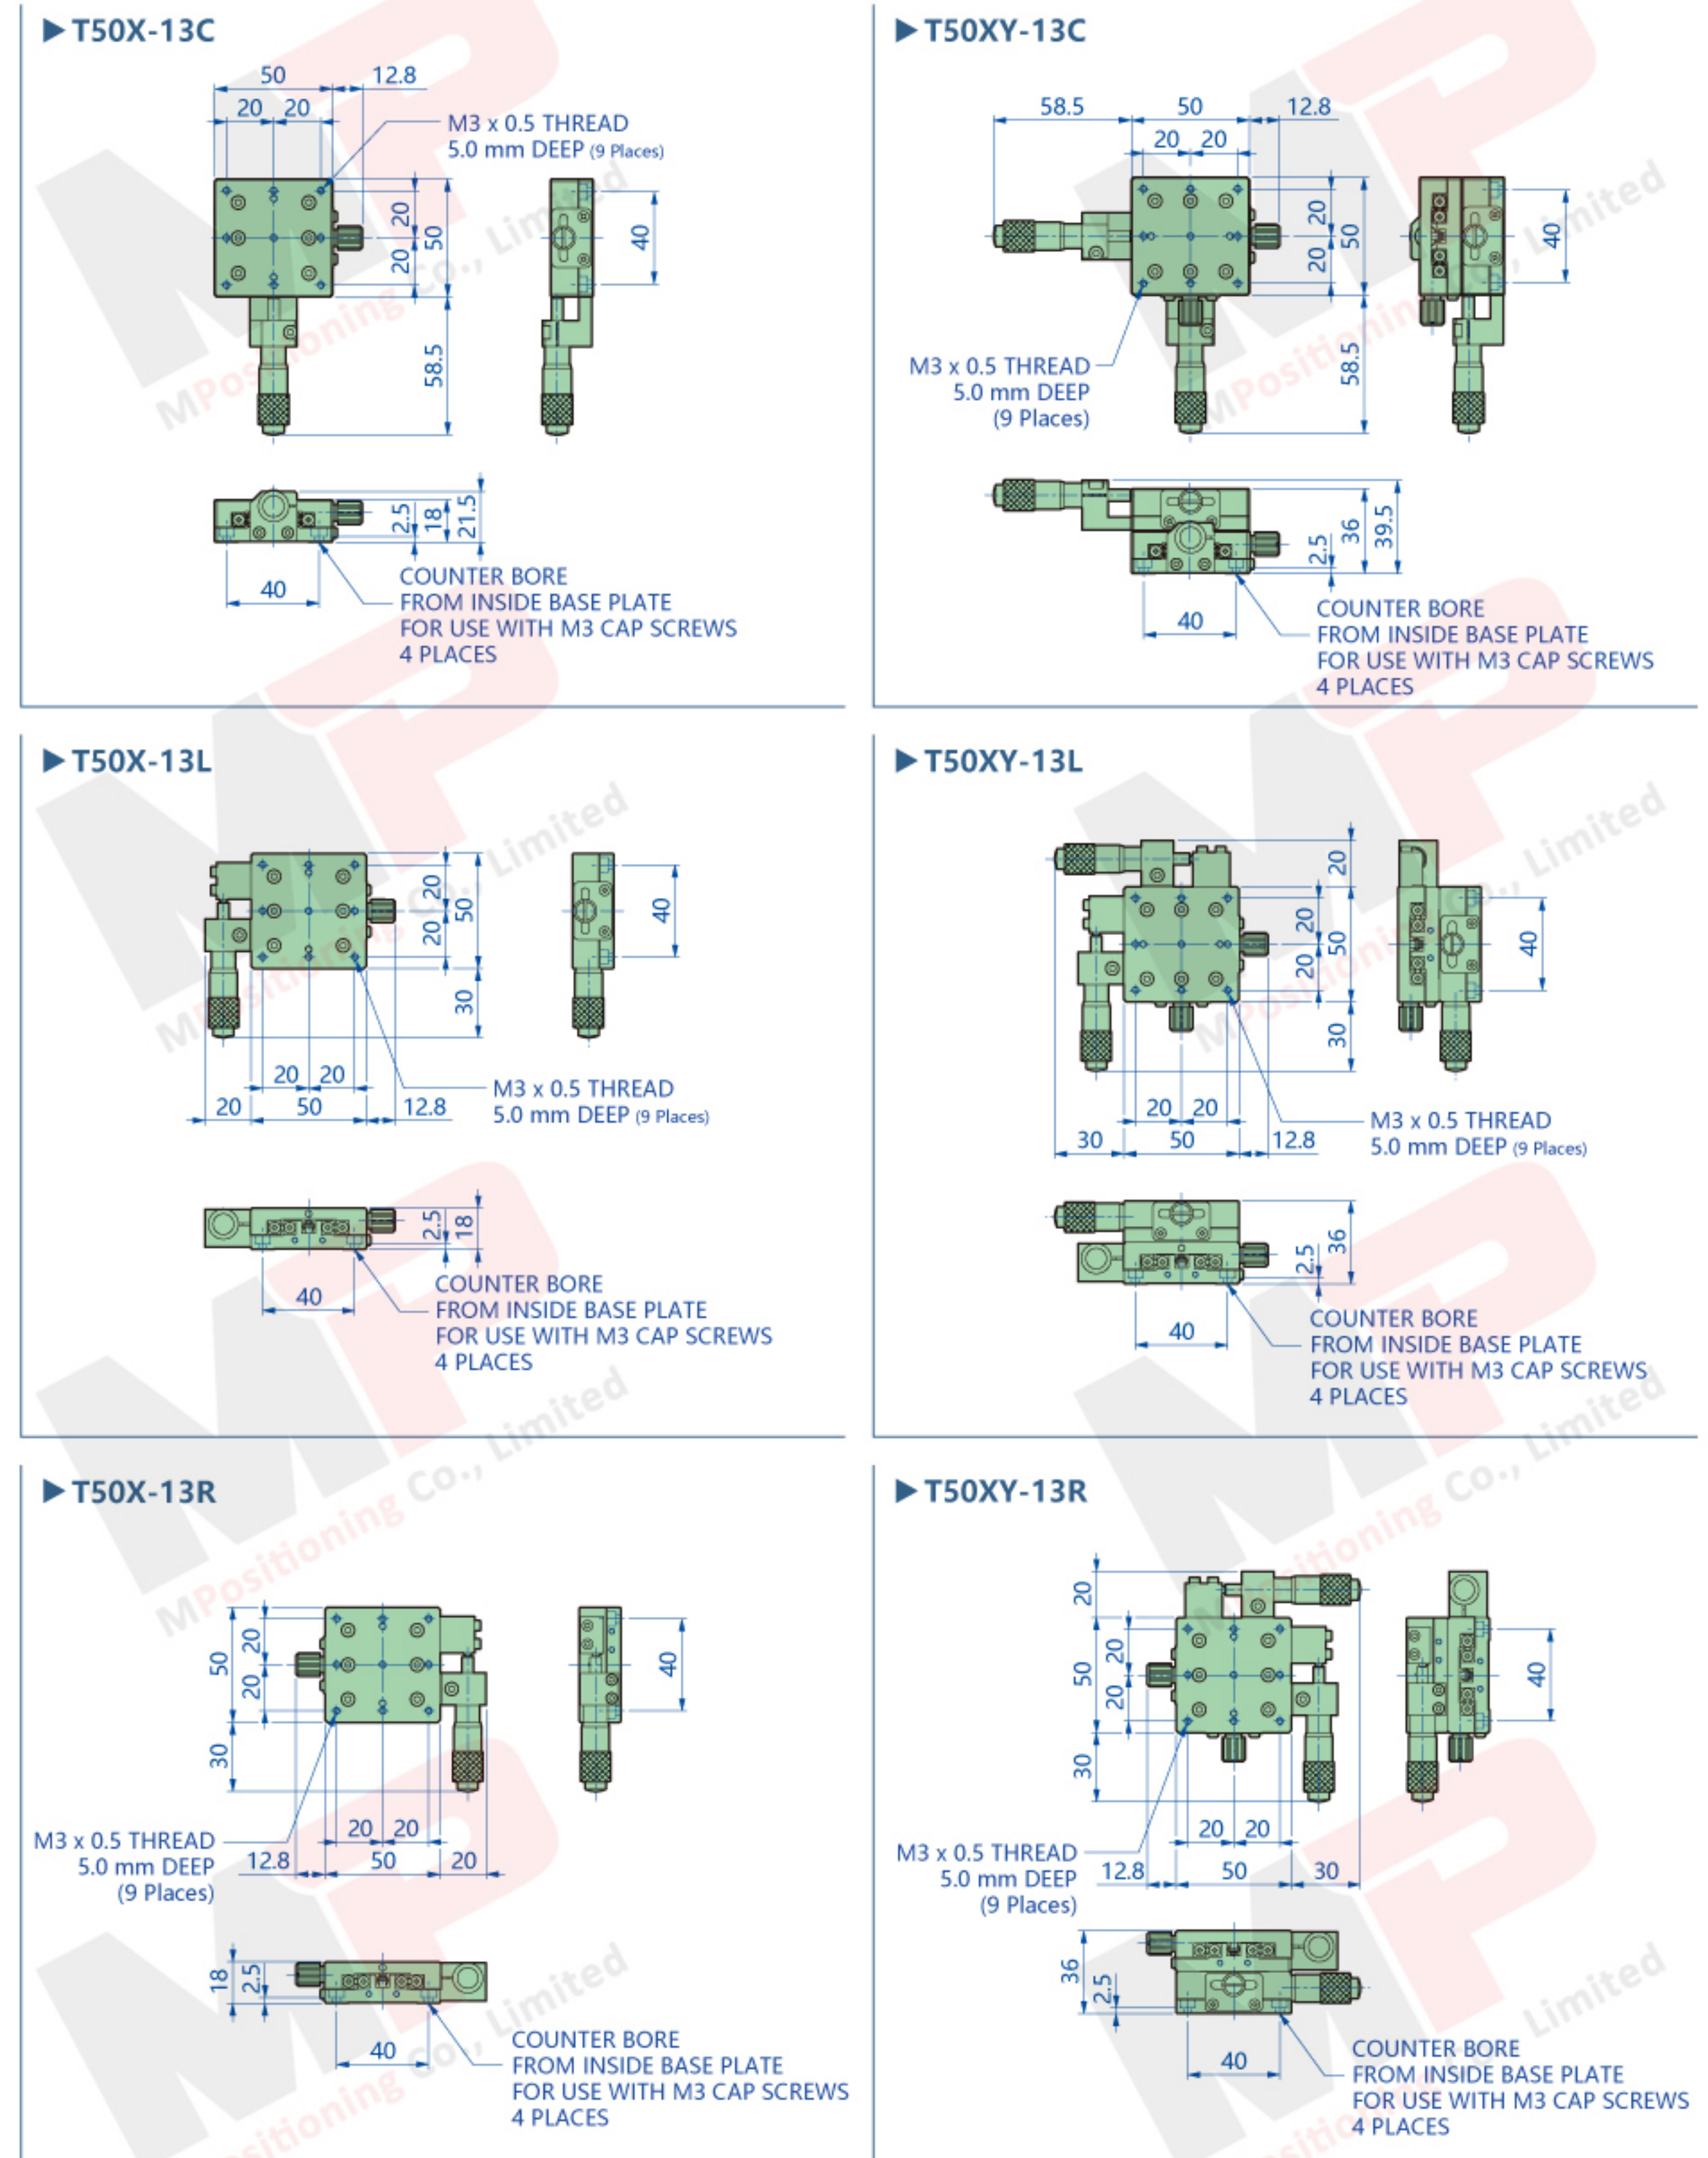 T50X-13C
50
12.8
20
20
M3 x 0.5 THREAD
5.0 mm DEEP (9 Places)
20
50
20
40
58.5
2.5
18
21.5
40
COUNTER BORE
FROM INSIDE BASE PLATE
FOR USE WITH M3 CAP SCREWS
4 PLACES
T50XY-13C
58.5
50
12.8
20
20
20
50
20
40
M3 x 0.5 THREAD
5.0 mm DEEP
(9 Places)
58.5
2.5
36
39.5
40
COUNTER BORE
FROM INSIDE BASE PLATE
FOR USE WITH M3 CAP SCREWS
4 PLACES
T50X-13L
20
50
20
40
30
20
20
M3 x 0.5 THREAD
5.0 mm DEEP (9 Places)
20
50
12.8
2.5
18
40
COUNTER BORE
FROM INSIDE BASE PLATE
FOR USE WITH M3 CAP SCREWS
4 PLACES
T50XY-13L
20
20
50
20
40
30
20
20
M3 x 0.5 THREAD
5.0 mm DEEP (9 Places)
30
50
12.8
2.5
36
40
COUNTER BORE
FROM INSIDE BASE PLATE
FOR USE WITH M3 CAP SCREWS
4 PLACES
T50X-13R
50
20
20
40
30
20
20
M3 x 0.5 THREAD
5.0 mm DEEP
(9 Places)
12.8
50
20
18
2.5
40
COUNTER BORE
FROM INSIDE BASE PLATE
FOR USE WITH M3 CAP SCREWS
4 PLACES
T50XY-13R
20
50
20
20
40
30
20
20
M3 x 0.5 THREAD
5.0 mm DEEP
(9 Places)
12.8
50
30
36
2.5
40
COUNTER BORE
FROM INSIDE BASE PLATE
FOR USE WITH M3 CAP SCREWS
4 PLACES
MP
MPositioning Co., Limited